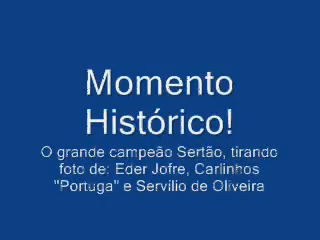 Momento
Histórico!
O grande campeão Sertão, tirando
foto de: Eder Jofre, Carlinhos
"Portuga" e Servilio de Oliveira